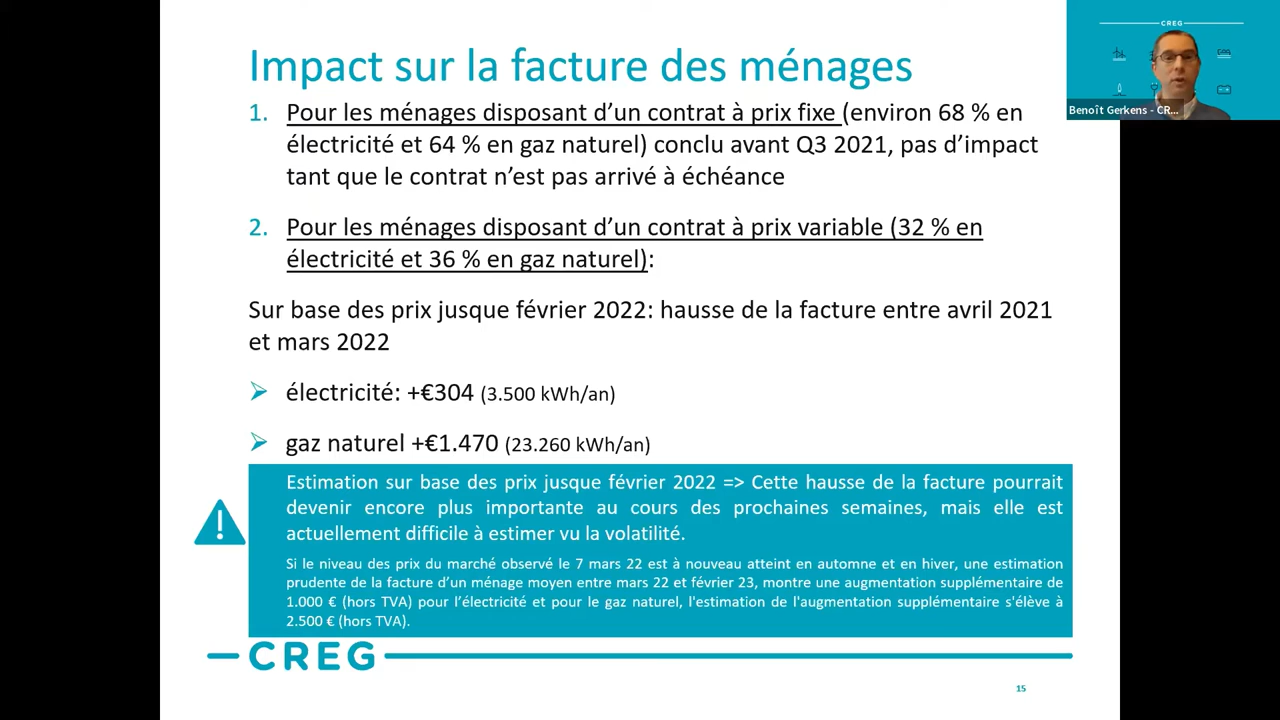 Impact sur la facture des ménages
1. Pour les ménages disposant d’un contrat à prix fixe (environ 68 % en
électricité et 64 % en gaz naturel) conclu avant Q3 2021, pas d’impact
tant que le contrat n’est pas arrivé à échéance
2. Pour les ménages disposant d’un contrat à prix variable (32 % en
électricité et 36 % en gaz naturel):
Sur base des prix jusque février 2022: hausse de la facture entre avril 2021
et mars 2022
électricité: +€304 (3.500 kWh/an)
gaz naturel +€1.470 (23.260 kWh/an)
Estimation sur base des prix jusque février 2022 => Cette hausse de la facture pourrait
devenir encore plus importante au cours des prochaines semaines, mais elle est
actuellement difficile à estimer vu la volatilité.
Si le niveau des prix du marché observé le 7 mars 22 est à nouveau atteint en automne et en hiver, une estimation
prudente de la facture d’un ménage moyen entre mars 22 et février 23, montre une augmentation supplémentaire de
1.000 € (hors TVA) pour l’électricité et pour le gaz naturel, l'estimation de l'augmentation supplémentaire s'élève à
2.500 € (hors TVA).
CREG
15
CREG
Benoît Gerkens - CR...